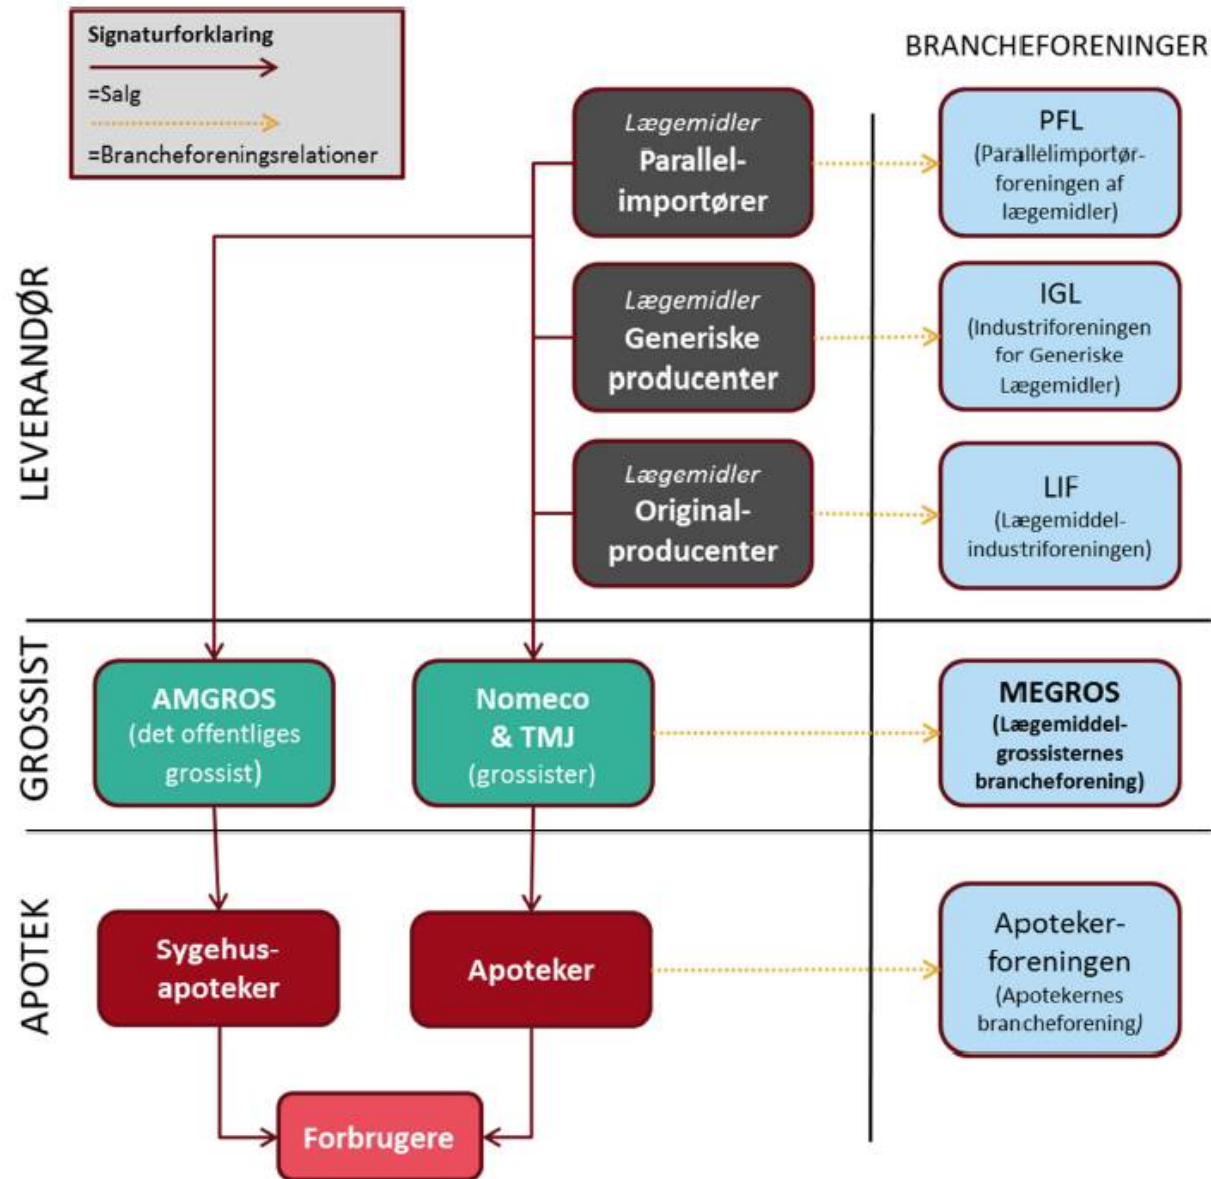 Signaturforklaring
=Salg
=Brancheforeningsrelationer
BRANCHEFORENINGER
LEVERANDØR
Lægemidler
Parallel-
importører
PFL
(Parallelimportør-
foreningen af
lægemidler)
Lægemidler
Generiske
producenter
IGL
(Industriforeningen
for Generiske
Lægemidler)
Lægemidler
Original-
producenter
LIF
(Lægemiddel-
industriforeningen)
GROSSIST
AMGROS
(det offentliges
grossist)
Nomeco
& TMJ
(grossister)
MEGROS
(Lægemiddel-
grossisternes
brancheforening)
APOTEK
Sygehus-
apoteker
Apoteker
Apoteker-
foreningen
(Apotekernes
brancheforening)
Forbrugere